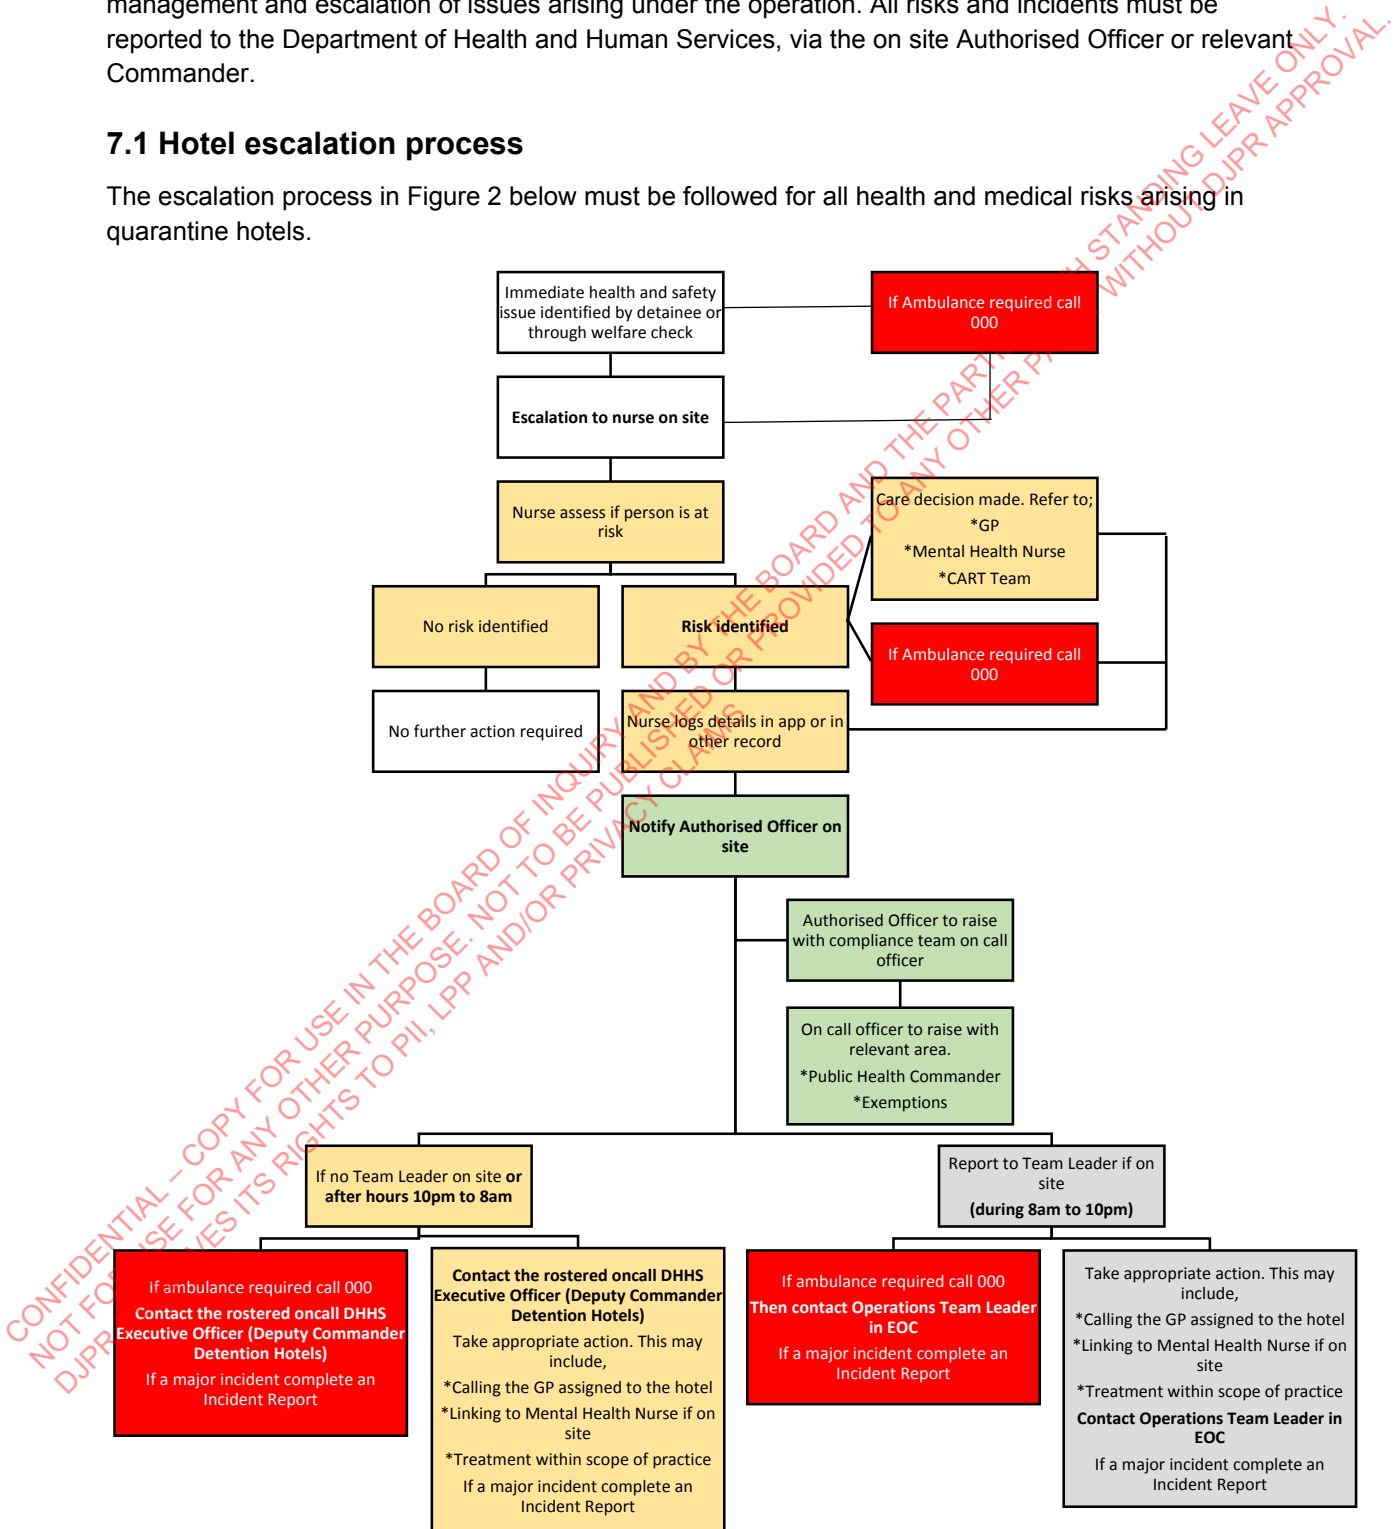 management and escalation of issues arising under the operation. All risks and incidents must be
reported to the Department of Health and Human Services, via the on site Authorised Officer or relevant
Commander.
7.1 Hotel escalation process
The escalation process in Figure 2 below must be followed for all health and medical risks arising in
quarantine hotels.
Immediate health and safety
issue identified by detainee or
through welfare check
If Ambulance required call
000
Escalation to nurse on site
Nurse assess if person is at
risk
Care decision made. Refer to;
*GP
*Mental Health Nurse
*CART Team
No risk identified
Risk identified
If Ambulance required call
000
No further action required
Nurse logs details in app or in
other record
Notify Authorised Officer on
site
Authorised Officer to raise
with compliance team on call
officer
On call officer to raise with
relevant area.
*Public Health Commander
*Exemptions
If no Team Leader on site or
after hours 10pm to 8am
Report to Team Leader if on
site
(during 8am to 10pm)
If ambulance required call 000
Contact the rostered oncall DHHS
Executive Officer (Deputy Commander
Detention Hotels)
If a major incident complete an
Incident Report
Contact the rostered oncall DHHS
Executive Officer (Deputy Commander
Detention Hotels)
Take appropriate action. This may
include,
*Calling the GP assigned to the hotel
*Linking to Mental Health Nurse if on
site
*Treatment within scope of practice
If a major incident complete an
Incident Report
If ambulance required call 000
Then contact Operations Team Leader
in EOC
If a major incident complete an
Incident Report
Take appropriate action. This may
include,
*Calling the GP assigned to the hotel
*Linking to Mental Health Nurse if on
site
*Treatment within scope of practice
Contact Operations Team Leader in
EOC
If a major incident complete an
Incident Report
CONFIDENTIAL – COPY FOR USE IN THE BOARD OF INQUIRY AND BY THE BOARD AND THE STANDING LEAVE ONLY.
NOT FOR USE FOR ANY OTHER PURPOSE. NOT TO BE PUBLISHED OR PROVIDED TO ANY OTHER WITHOUT DJPR APPROVAL.
DJPR ITS RIGHTS TO PII, LPP AND/OR PRIVACY CLAIMS